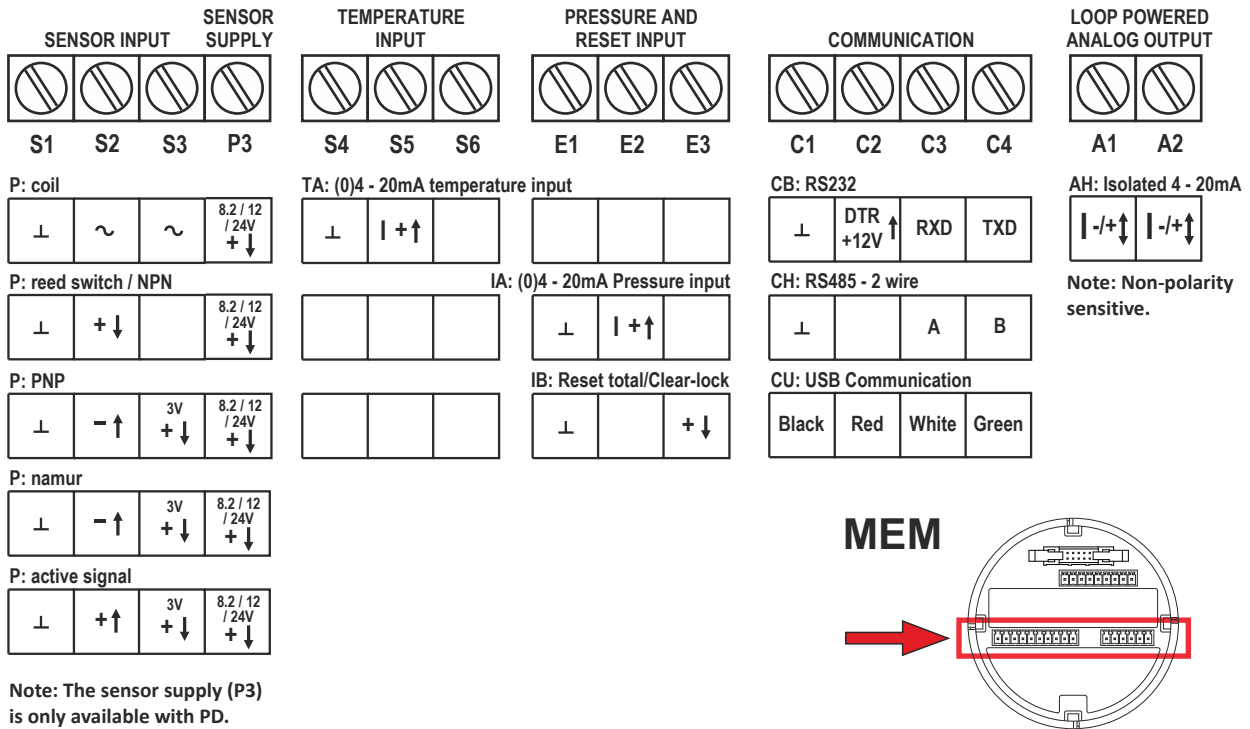 SENSOR INPUT
SENSOR
SUPPLY
TEMPERATURE
INPUT
PRESSURE AND
RESET INPUT
COMMUNICATION
LOOP POWERED
ANALOG OUTPUT
S1 S2 S3 P3 S4 S5 S6 E1 E2 E3 C1 C2 C3 C4 A1 A2
P: coil
⊥ ~ ~ 8.2 / 12
/ 24V
+ ↓
TA: (0)4 - 20mA temperature input
⊥ I + ↑
CB: RS232
⊥ DTR
+12V ↑ RXD TXD
AH: Isolated 4 - 20mA
I -/+ ↕ I -/+ ↕
Note: Non-polarity
sensitive.
P: reed switch / NPN
⊥ + ↓ 8.2 / 12
/ 24V
+ ↓
IA: (0)4 - 20mA Pressure input
⊥ I + ↑
CH: RS485 - 2 wire
⊥ A B
P: PNP
⊥ - ↑ 3V
+ ↓ 8.2 / 12
/ 24V
+ ↓
IB: Reset total/Clear-lock
⊥ + ↓
CU: USB Communication
Black Red White Green
P: namur
⊥ - ↑ 3V
+ ↓ 8.2 / 12
/ 24V
+ ↓
P: active signal
⊥ + ↑ 3V
+ ↓ 8.2 / 12
/ 24V
+ ↓
Note: The sensor supply (P3)
is only available with PD.
MEM